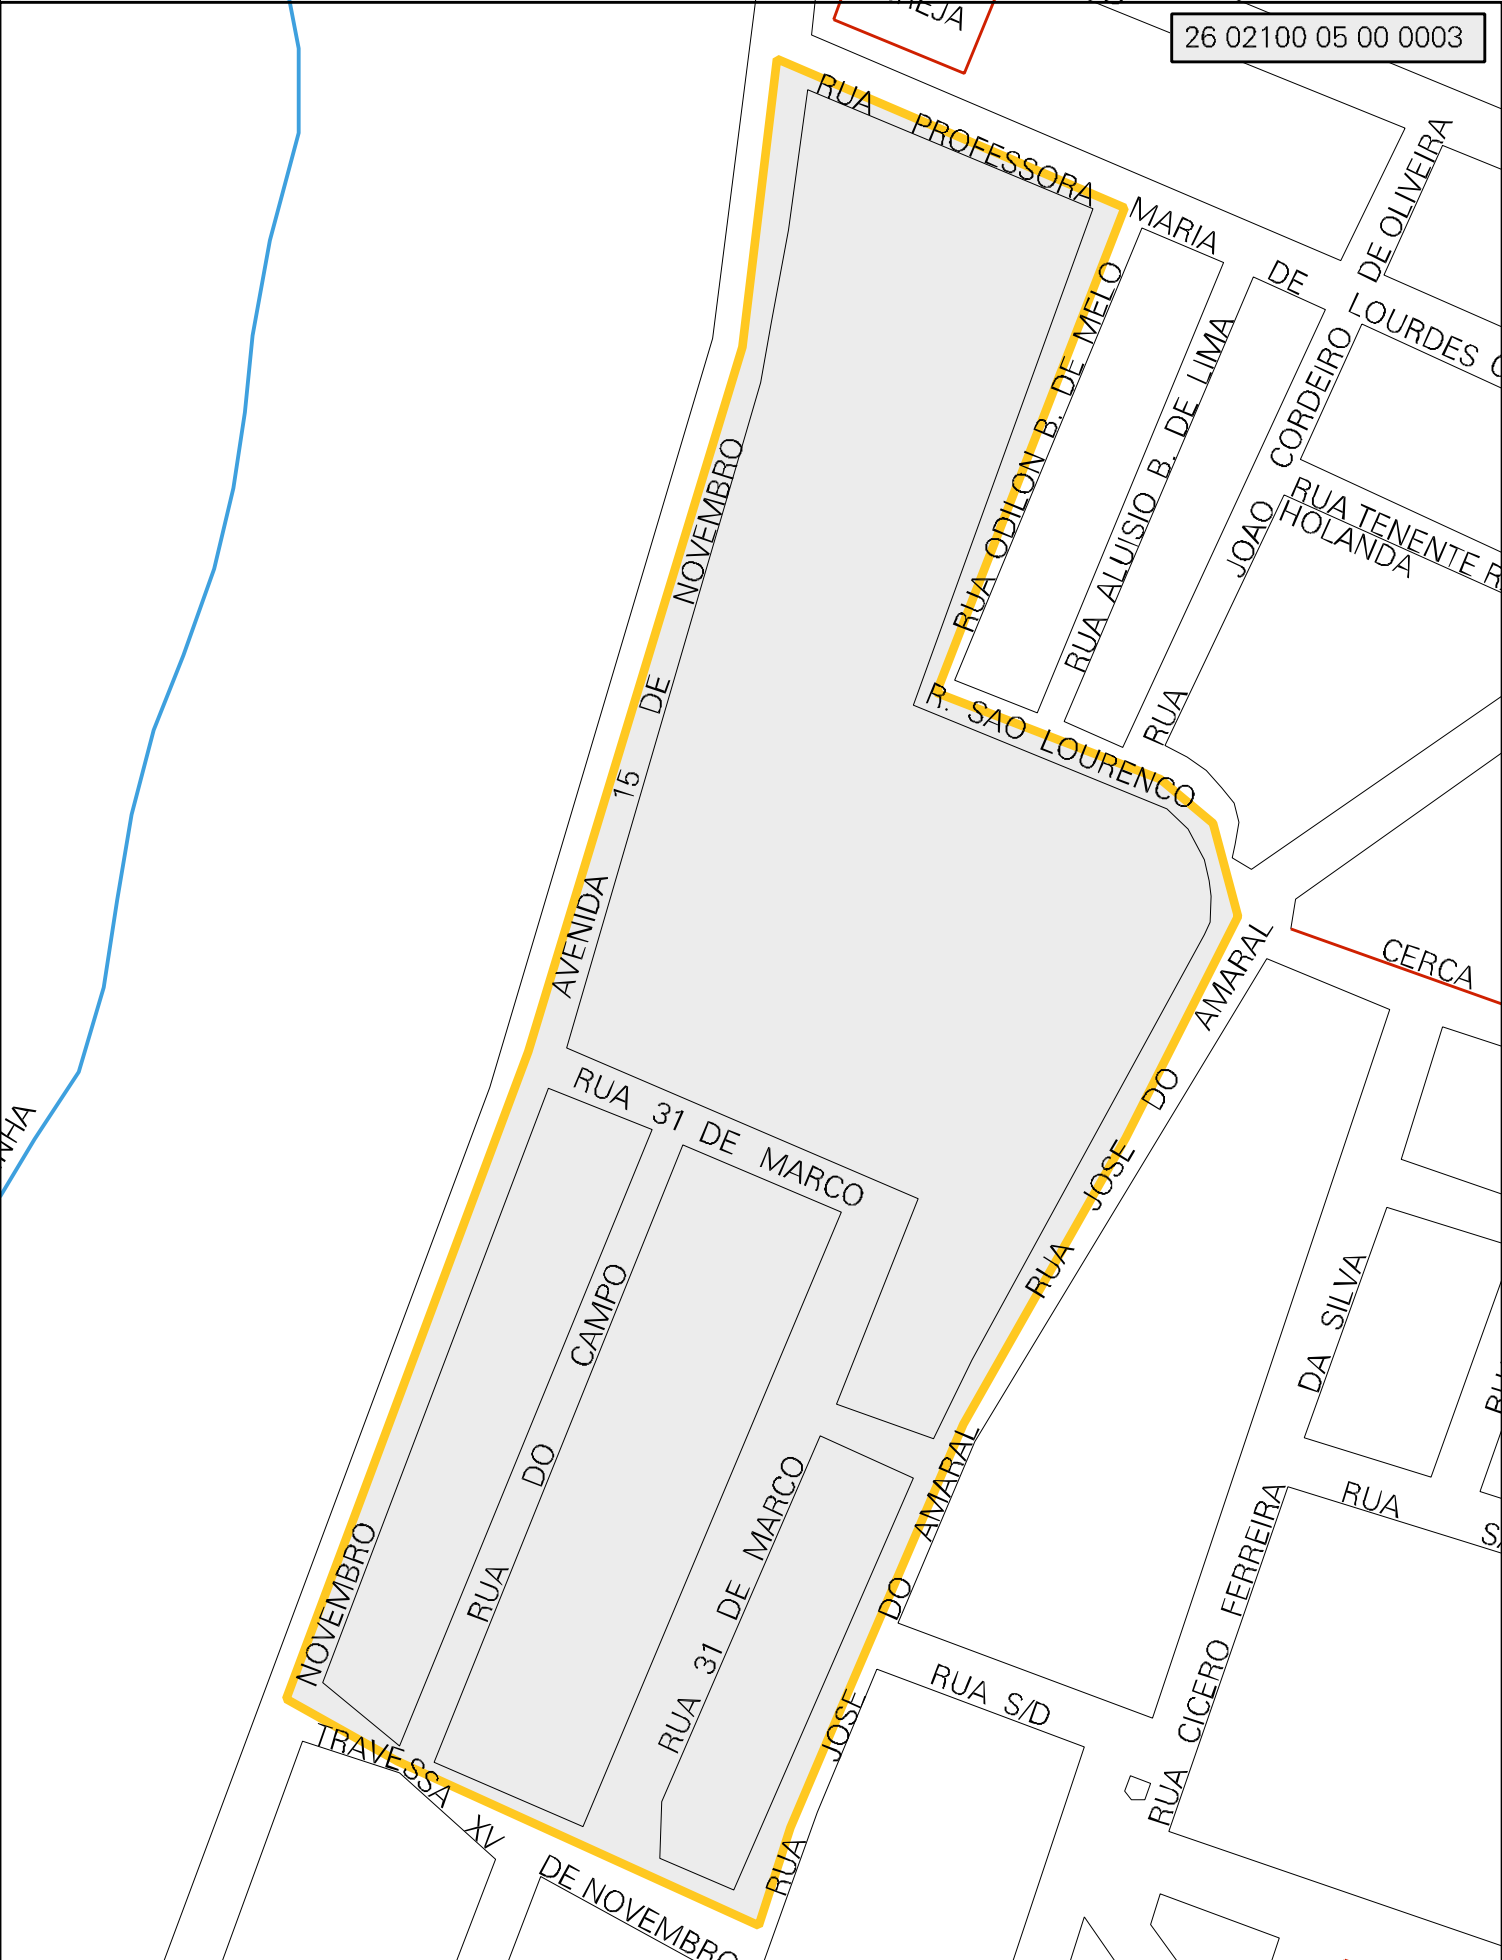 26 02100 05 00 0003
RUA PROFESSORA MARIA DE LOURDES
DE OLIVEIRA
CORDEIRO
JOAO
RUA
RUA ODILON B. DE MELO
RUA ALUISIO B. DE LIMA
RUA TENENTE R
HOLANDA
R. SAO LOURENCO
AVENIDA 15 DE NOVEMBRO
CERCA
RUA JOSE DO AMARAL
RUA 31 DE MARCO
RUA DO CAMPO
DA SILVA
RUA CICERO FERREIRA
RUA
RUA 31 DE MARCO
RUA JOSE DO AMARAL
NOVEMBRO
RUA S/D
TRAVESSA XV DE NOVEMBRO